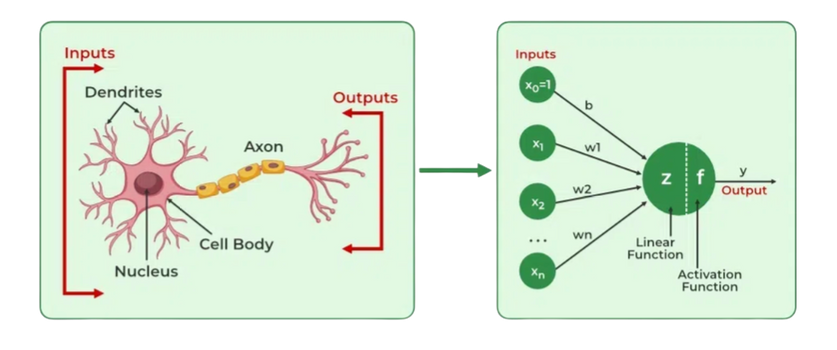 Inputs
Dendrites
Outputs
Axon
Cell Body
Nucleus
Inputs
x₀=1
b
x₁
w1
x₂
w2
...
wn
xₙ
z
f
y
Output
Linear
Function
Activation
Function